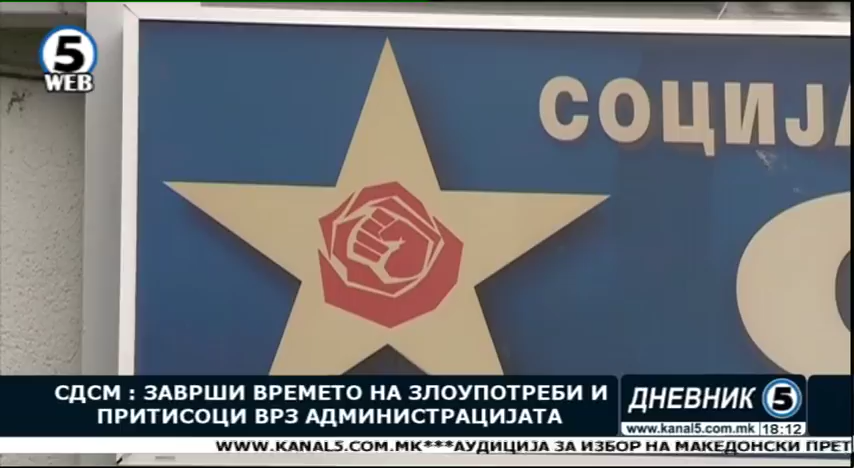 5
WEB
СОЦИЈА
СДСМ : ЗАВРШИ ВРЕМЕТО НА ЗЛОУПОТРЕБИ И
ПРИТИСОЦИ ВРЗ АДМИНИСТРАЦИЈАТА
ДНЕВНИК 5
www.kanal5.com.mk 18:12
WWW.KANAL5.COM.MK***АУДИЦИЈА ЗА ИЗБОР НА МАКЕДОНСКИ ПРЕТ